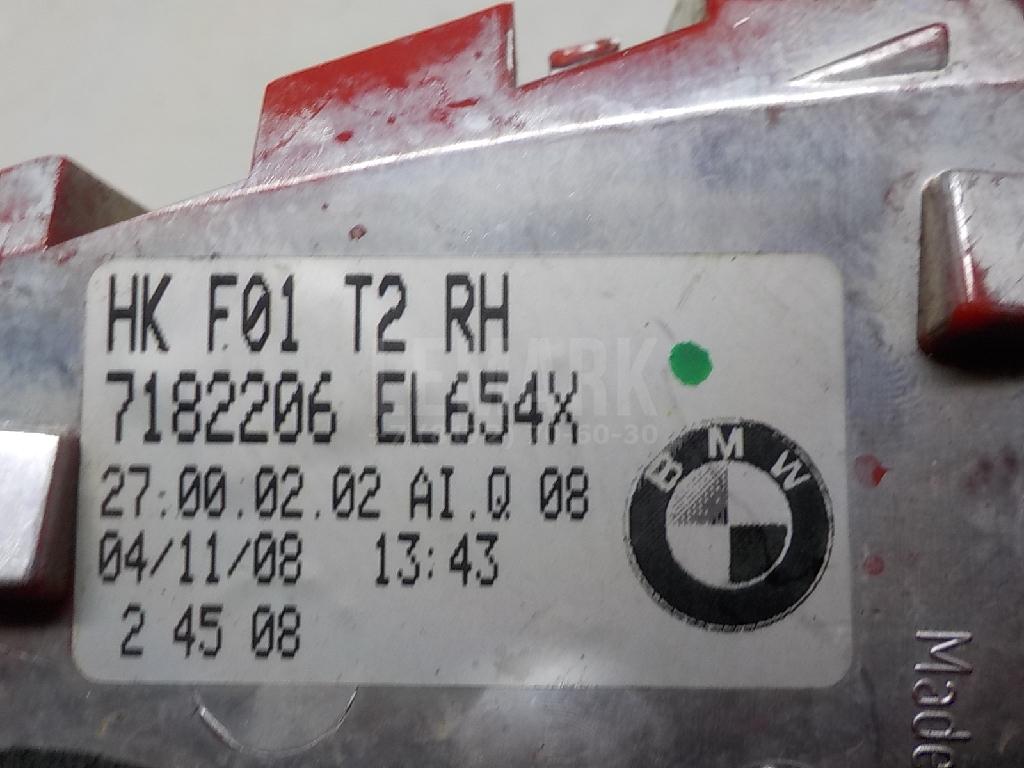 HK F01 T2 RH
7182206 EL654X
27:00:02.02 AI.Q 08
04/11/08 13:43
2 45 08
BMW
Made